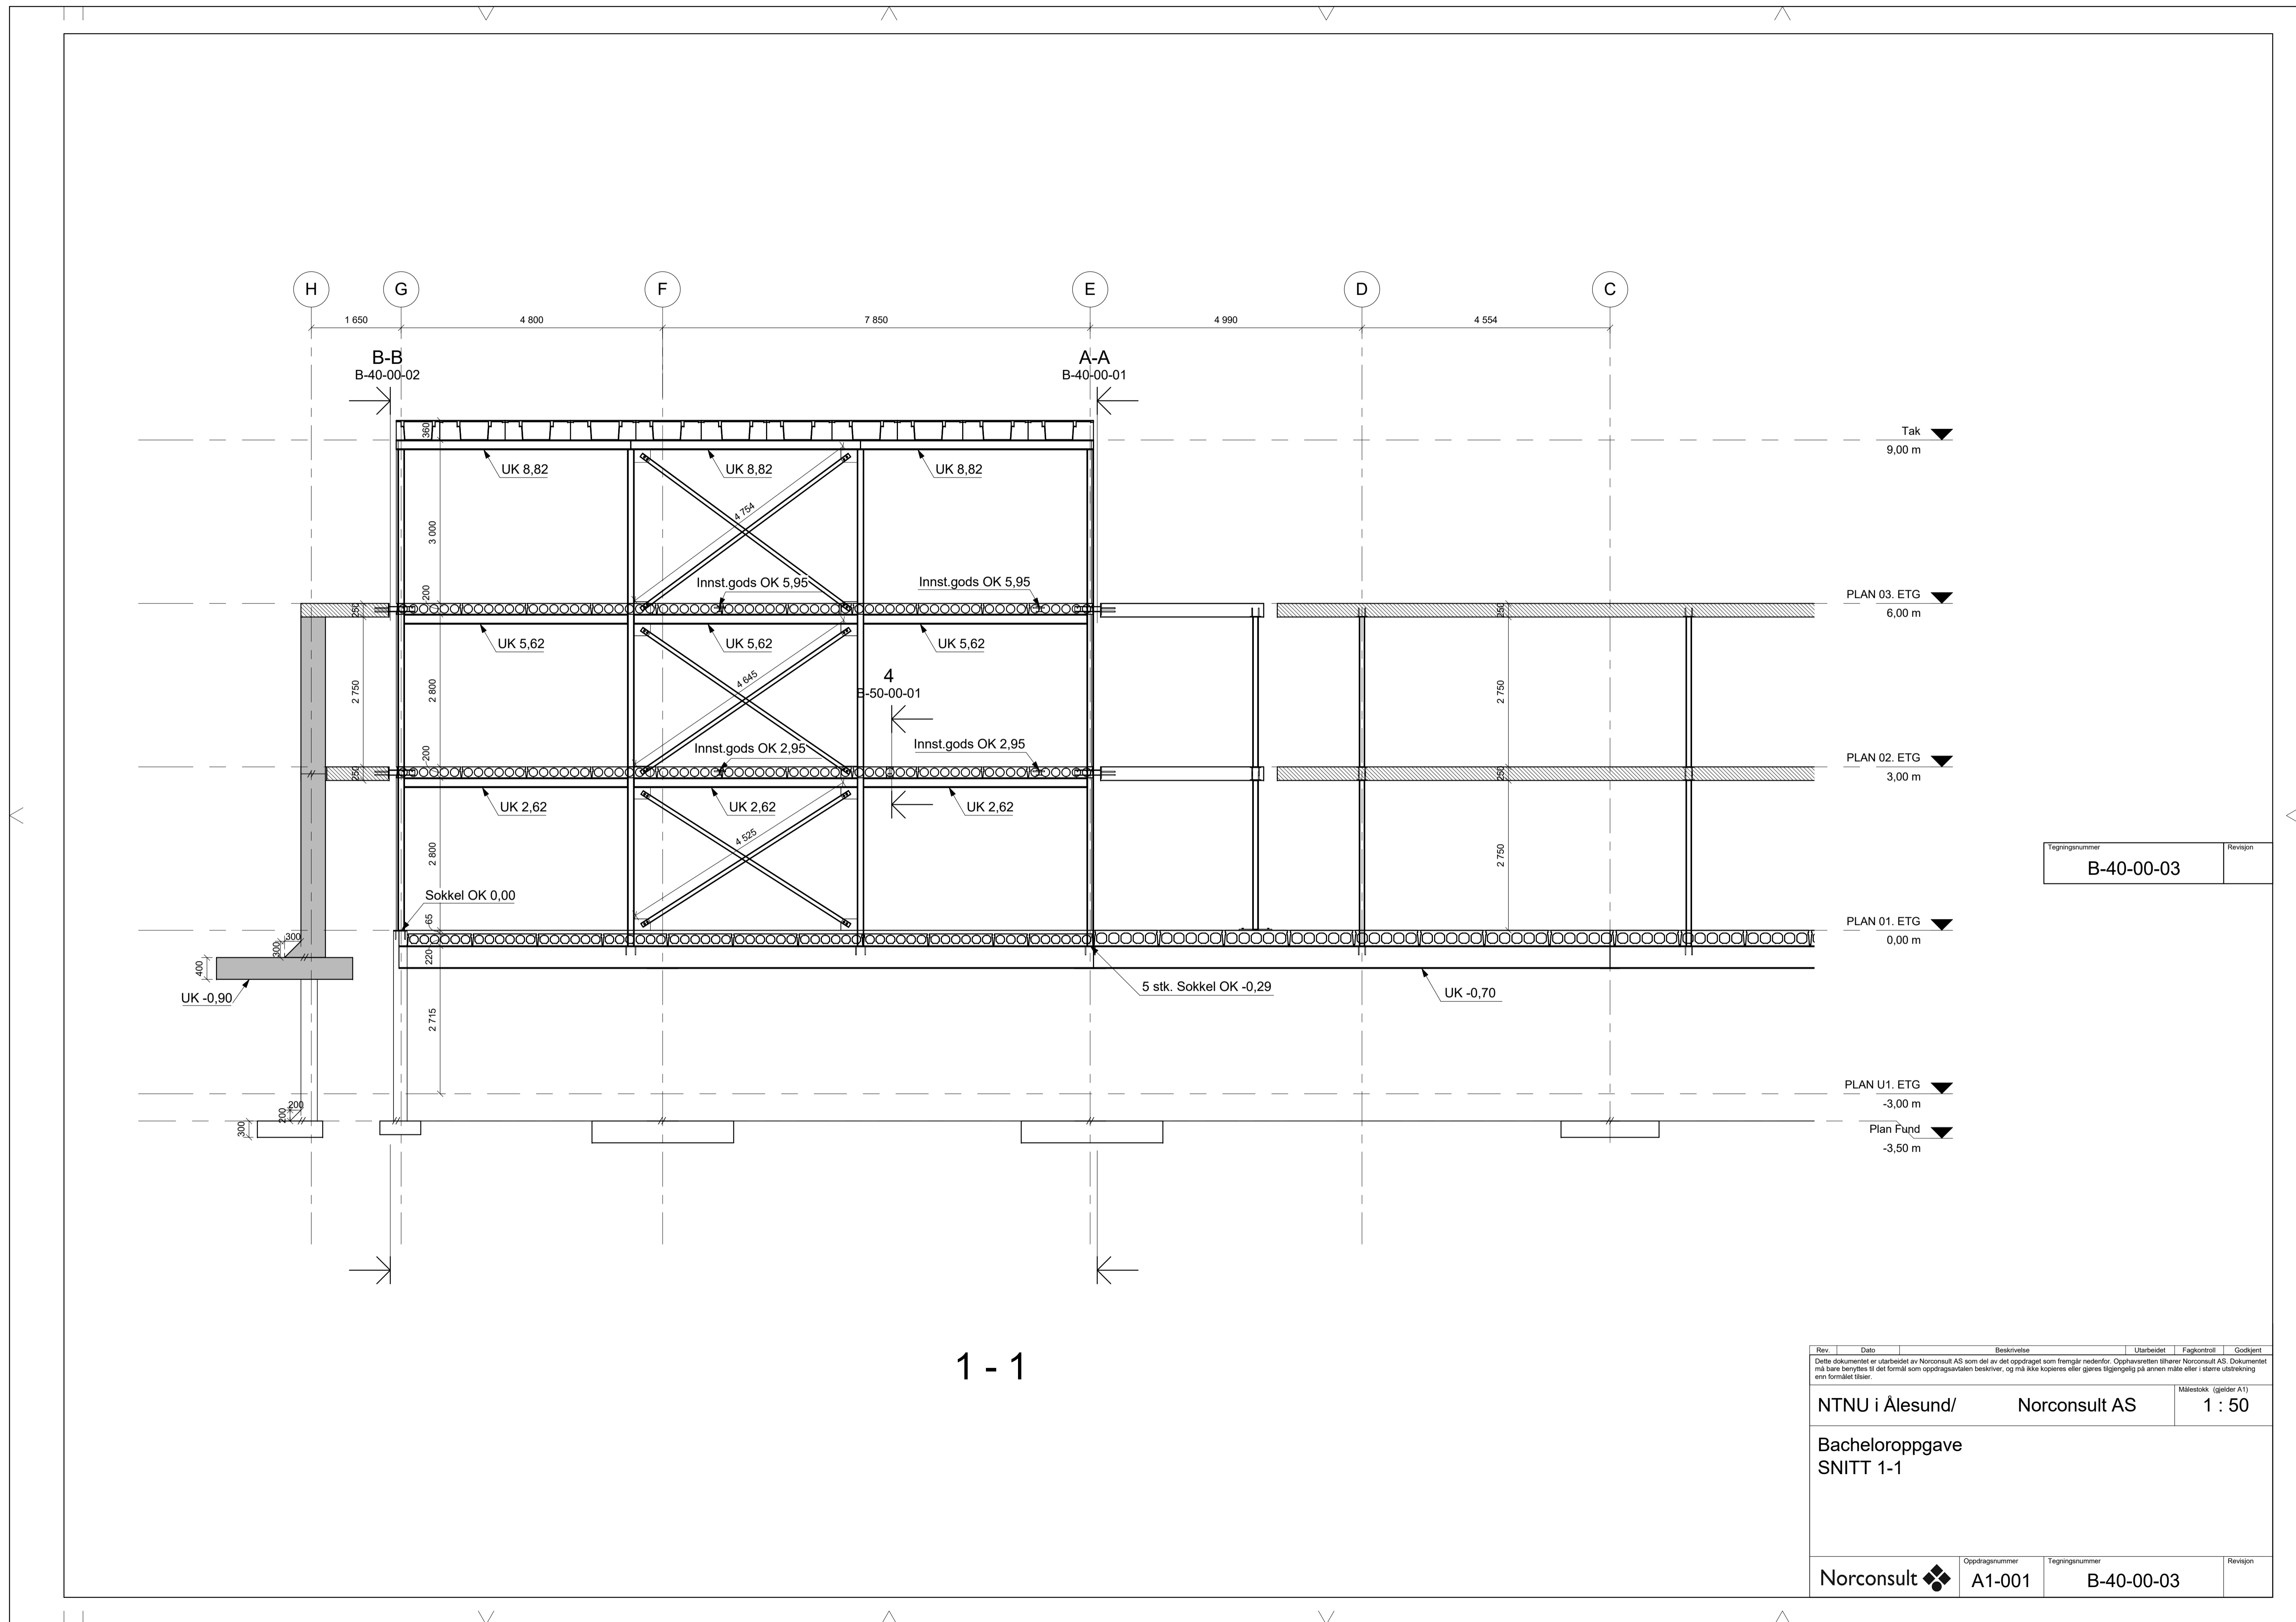 H
G
F
E
D
C
1 650
4 800
7 850
4 990
4 554
B-B
B-40-00-02
A-A
B-40-00-01
360
Tak
9,00 m
UK 8,82
UK 8,82
UK 8,82
4 754
3 000
Innst.gods OK 5,95
Innst.gods OK 5,95
200
250
250
PLAN 03. ETG
6,00 m
UK 5,62
UK 5,62
UK 5,62
4
B-50-00-01
4 645
2 750
2 800
2 750
Innst.gods OK 2,95
Innst.gods OK 2,95
200
250
250
PLAN 02. ETG
3,00 m
UK 2,62
UK 2,62
UK 2,62
4 525
2 800
2 750
Tegningsnummer
Revisjon
B-40-00-03
Sokkel OK 0,00
65
PLAN 01. ETG
0,00 m
300
300
220
400
UK -0,90
5 stk. Sokkel OK -0,29
UK -0,70
2 715
PLAN U1. ETG
-3,00 m
200
200
300
Plan Fund
-3,50 m
1 - 1
Rev. Dato Beskrivelse Utarbeidet Fagkontroll Godkjent
Dette dokumentet er utarbeidet av Norconsult AS som del av det oppdraget som fremgår nedenfor. Opphavsretten tilhører Norconsult AS. Dokumentet
må bare benyttes til det formål som oppdragsavtalen beskriver, og må ikke kopieres eller gjøres tilgjengelig på annen måte eller i større utstrekning
enn formålet tilsier.
Målestokk (gjelder A1)
NTNU i Ålesund/ Norconsult AS 1 : 50
Bacheloroppgave
SNITT 1-1
Oppdragsnummer Tegningsnummer Revisjon
Norconsult A1-001 B-40-00-03